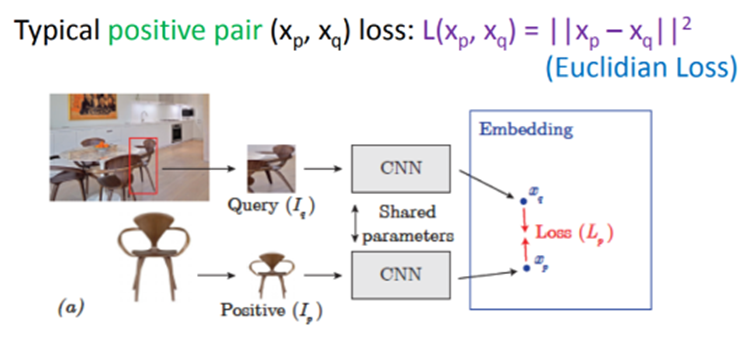 Typical positive pair (xp, xq) loss: L(xp, xq) = ||xp – xq||²
(Euclidian Loss)
Embedding
CNN
xq
Query (Iq)
Shared
parameters
Loss (Lp)
xp
CNN
(a)
Positive (Ip)